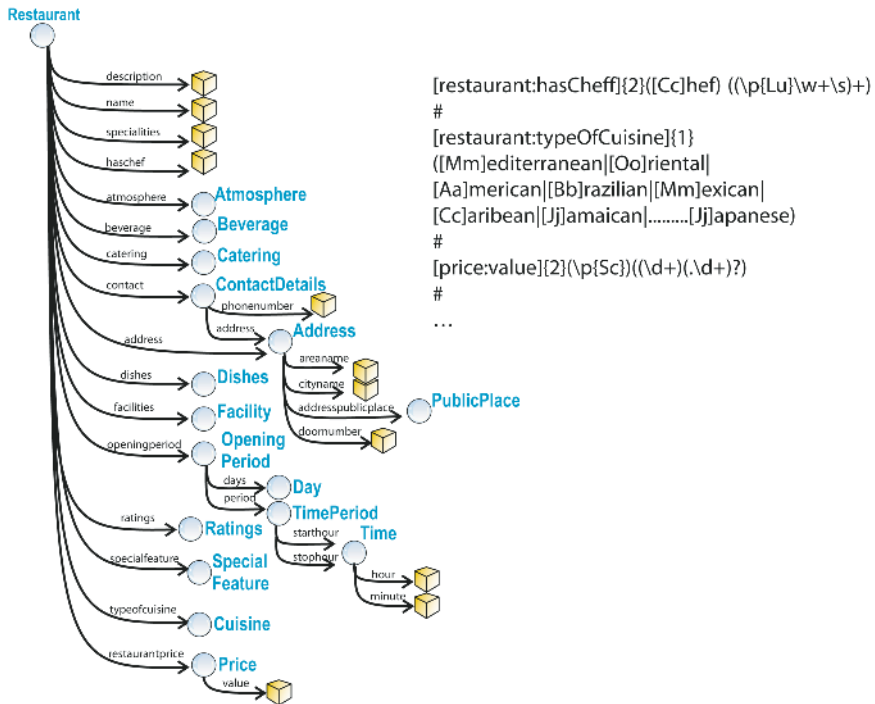 Restaurant
description
name
specialities
haschef
atmosphere
Atmosphere
beverage
Beverage
catering
Catering
contact
ContactDetails
phonenumber
address
address
Address
areaname
cityname
addresspublicplace
PublicPlace
doornumber
dishes
Dishes
facilities
Facility
openingperiod
Opening
Period
days
Day
period
TimePeriod
starthour
Time
stophour
hour
minute
ratings
Ratings
specialfeature
Special
Feature
typeofcuisine
Cuisine
restaurantprice
Price
value
[restaurant:hasCheff]{2}([Cc]hef) ((\p{Lu}\w+\s)+)
#
[restaurant:typeOfCuisine]{1}
([Mm]editerranean|[Oo]riental|
[Aa]merican|[Bb]razilian|[Mm]exican|
[Cc]aribean|[Jj]amaican|.........[Jj]apanese)
#
[price:value]{2}(\p{Sc})((\d+)(.\d+)?)
#
...